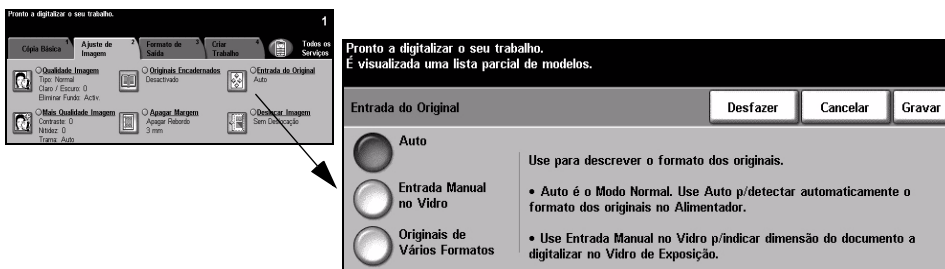 Pronto a digitalizar o seu trabalho.
1
Cópia Básica 1
Ajuste de Imagem 2
Formato de Saída 3
Criar Trabalho 4
Todos os Serviços
Qualidade Imagem
Tipo: Normal
Claro / Escuro: 0
Eliminar Fundo: Activ.
Originais Encadernados
Desactivado
Entrada do Original
Auto
Mais Qualidade Imagem
Contraste: 0
Nitidez: 0
Trama: Auto
Apagar Margem
Apagar Rebordo
3 mm
Deslocar Imagem
Sem Deslocação
Pronto a digitalizar o seu trabalho.
É visualizada uma lista parcial de modelos.
Entrada do Original
Desfazer
Cancelar
Gravar
Auto
Entrada Manual
no Vidro
Originais de
Vários Formatos
Use para descrever o formato dos originais.
• Auto é o Modo Normal. Use Auto p/detectar automaticamente o
formato dos originais no Alimentador.
• Use Entrada Manual no Vidro p/indicar dimensão do documento a
digitalizar no Vidro de Exposição.